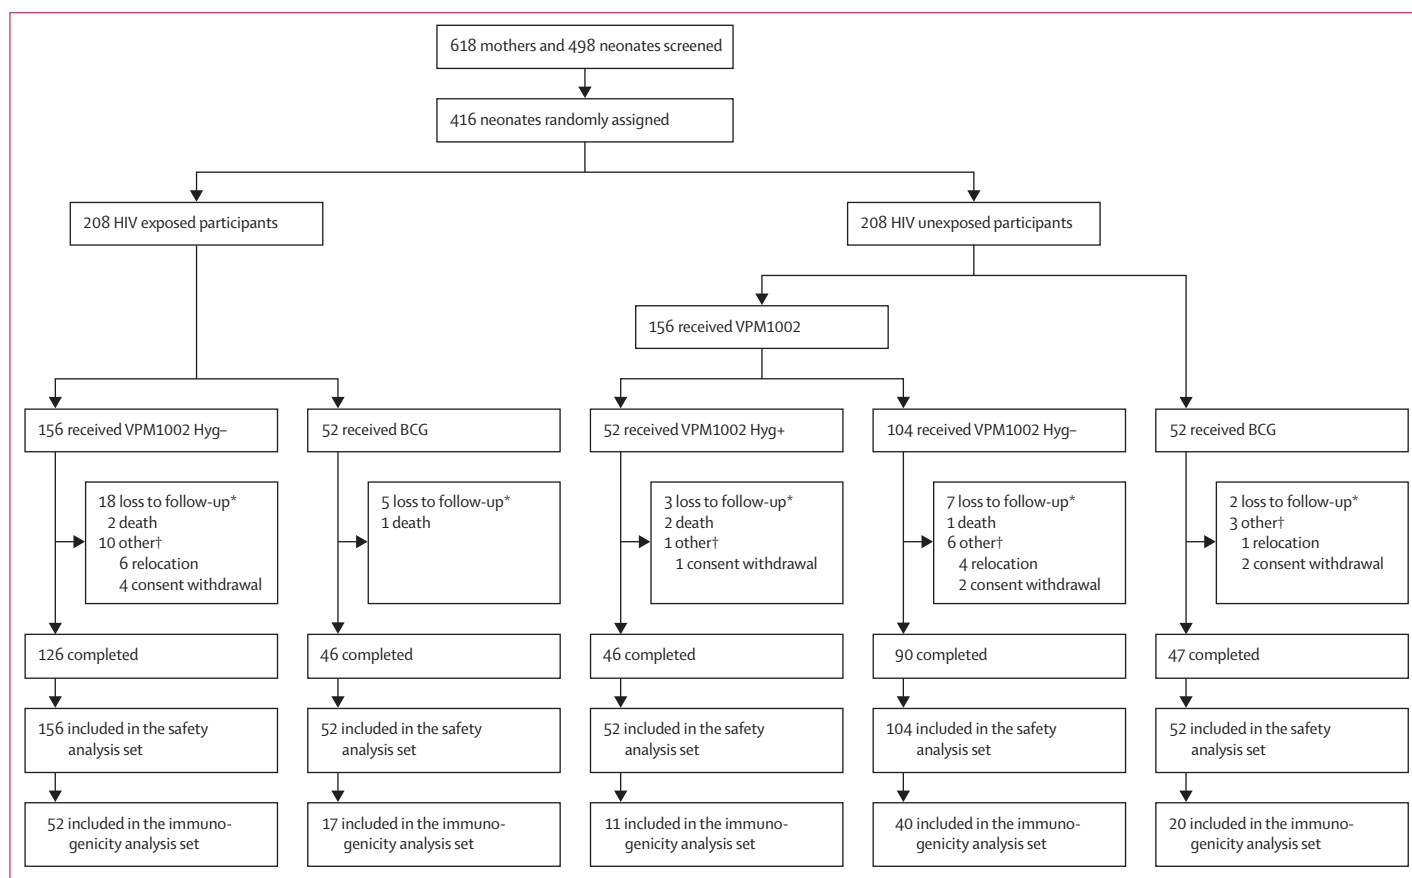 618 mothers and 498 neonates screened
416 neonates randomly assigned
208 HIV exposed participants
208 HIV unexposed participants
156 received VPM1002
156 received VPM1002 Hyg–
52 received BCG
52 received VPM1002 Hyg+
104 received VPM1002 Hyg–
52 received BCG
18 loss to follow-up*
2 death
10 other†
6 relocation
4 consent withdrawal
5 loss to follow-up*
1 death
3 loss to follow-up*
2 death
1 other†
1 consent withdrawal
7 loss to follow-up*
1 death
6 other†
4 relocation
2 consent withdrawal
2 loss to follow-up*
3 other†
1 relocation
2 consent withdrawal
126 completed
46 completed
46 completed
90 completed
47 completed
156 included in the safety
analysis set
52 included in the safety
analysis set
52 included in the safety
analysis set
104 included in the safety
analysis set
52 included in the safety
analysis set
52 included in the immuno-
genicity analysis set
17 included in the immuno-
genicity analysis set
11 included in the immuno-
genicity analysis set
40 included in the immuno-
genicity analysis set
20 included in the immuno-
genicity analysis set